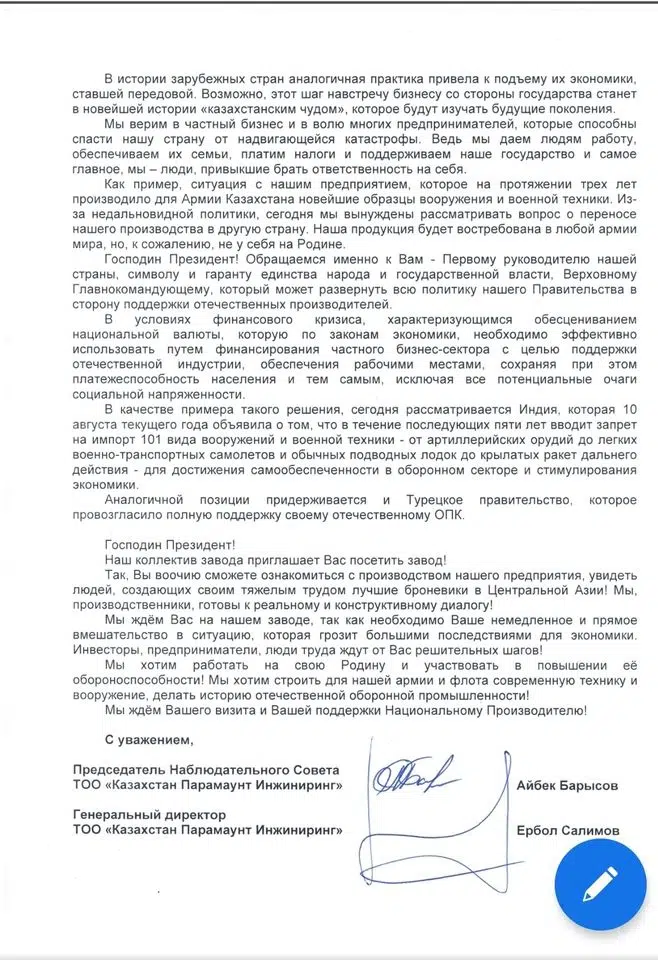 В истории зарубежных стран аналогичная практика привела к подъему их экономики,
ставшей передовой. Возможно, этот шаг навстречу бизнесу со стороны государства станет
в новейшей истории «казахстанским чудом», которое будут изучать будущие поколения.
Мы верим в частный бизнес и в волю многих предпринимателей, которые способны
спасти нашу страну от надвигающейся катастрофы. Ведь мы даем людям работу,
обеспечиваем их семьи, платим налоги и поддерживаем наше государство и самое
главное, мы – люди, привыкшие брать ответственность на себя.
Как пример, ситуация с нашим предприятием, которое на протяжении трех лет
производило для Армии Казахстана новейшие образцы вооружения и военной техники. Из-
за недальновидной политики, сегодня мы вынуждены рассматривать вопрос о переносе
нашего производства в другую страну. Наша продукция будет востребована в любой армии
мира, но, к сожалению, не у себя на Родине.
Господин Президент! Обращаемся именно к Вам - Первому руководителю нашей
страны, символу и гаранту единства народа и государственной власти, Верховному
Главнокомандующему, который может развернуть всю политику нашего Правительства в
сторону поддержки отечественных производителей.
В условиях финансового кризиса, характеризующимся обесцениванием
национальной валюты, которую по законам экономики, необходимо эффективно
использовать путем финансирования частного бизнес-сектора с целью поддержки
отечественной индустрии, обеспечения рабочими местами, сохраняя при этом
платежеспособность населения и тем самым, исключая все потенциальные очаги
социальной напряженности.
В качестве примера такого решения, сегодня рассматривается Индия, которая 10
августа текущего года объявила о том, что в течение последующих пяти лет вводит запрет
на импорт 101 вида вооружений и военной техники - от артиллерийских орудий до легких
военно-транспортных самолетов и обычных подводных лодок до крылатых ракет дальнего
действия - для достижения самообеспеченности в оборонном секторе и стимулирования
экономики.
Аналогичной позиции придерживается и Турецкое правительство, которое
провозгласило полную поддержку своему отечественному ОПК.
Господин Президент!
Наш коллектив завода приглашает Вас посетить завод!
Так, Вы воочию сможете ознакомиться с производством нашего предприятия, увидеть
людей, создающих своим тяжелым трудом лучшие броневики в Центральной Азии! Мы,
производственники, готовы к реальному и конструктивному диалогу!
Мы ждём Вас на нашем заводе, так как необходимо Ваше немедленное и прямое
вмешательство в ситуацию, которая грозит большими последствиями для экономики.
Инвесторы, предприниматели, люди труда ждут от Вас решительных шагов!
Мы хотим работать на свою Родину и участвовать в повышении её
обороноспособности! Мы хотим строить для нашей армии и флота современную технику и
вооружение, делать историю отечественной оборонной промышленности!
Мы ждём Вашего визита и Вашей поддержки Национальному Производителю!
С уважением,
Председатель Наблюдательного Совета
ТОО «Казахстан Парамаунт Инжиниринг» Айбек Барысов
Генеральный директор
ТОО «Казахстан Парамаунт Инжиниринг» Ербол Салимов